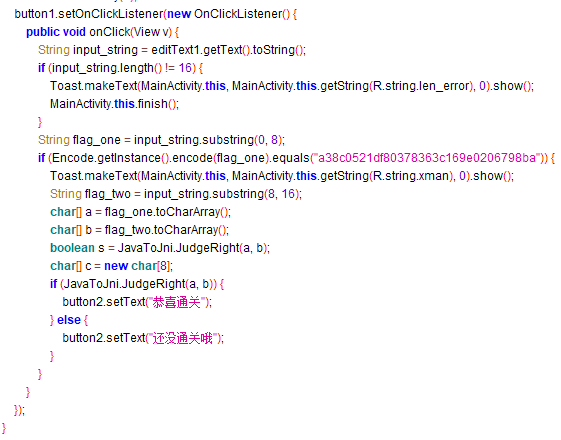 button1.setOnClickListener(new OnClickListener() {
public void onClick(View v) {
String input_string = editText1.getText().toString();
if (input_string.length() != 16) {
Toast.makeText(MainActivity.this, MainActivity.this.getString(R.string.len_error), 0).show();
MainActivity.this.finish();
}
String flag_one = input_string.substring(0, 8);
if (Encode.getInstance().encode(flag_one).equals("a38c0521df80378363c169e0206798ba")) {
Toast.makeText(MainActivity.this, MainActivity.this.getString(R.string.xman), 0).show();
String flag_two = input_string.substring(8, 16);
char[] a = flag_one.toCharArray();
char[] b = flag_two.toCharArray();
boolean s = JavaToJni.JudgeRight(a, b);
char[] c = new char[8];
if (JavaToJni.JudgeRight(a, b)) {
button2.setText("恭喜通关");
} else {
button2.setText("还没通关哦");
}
}
}
});
}